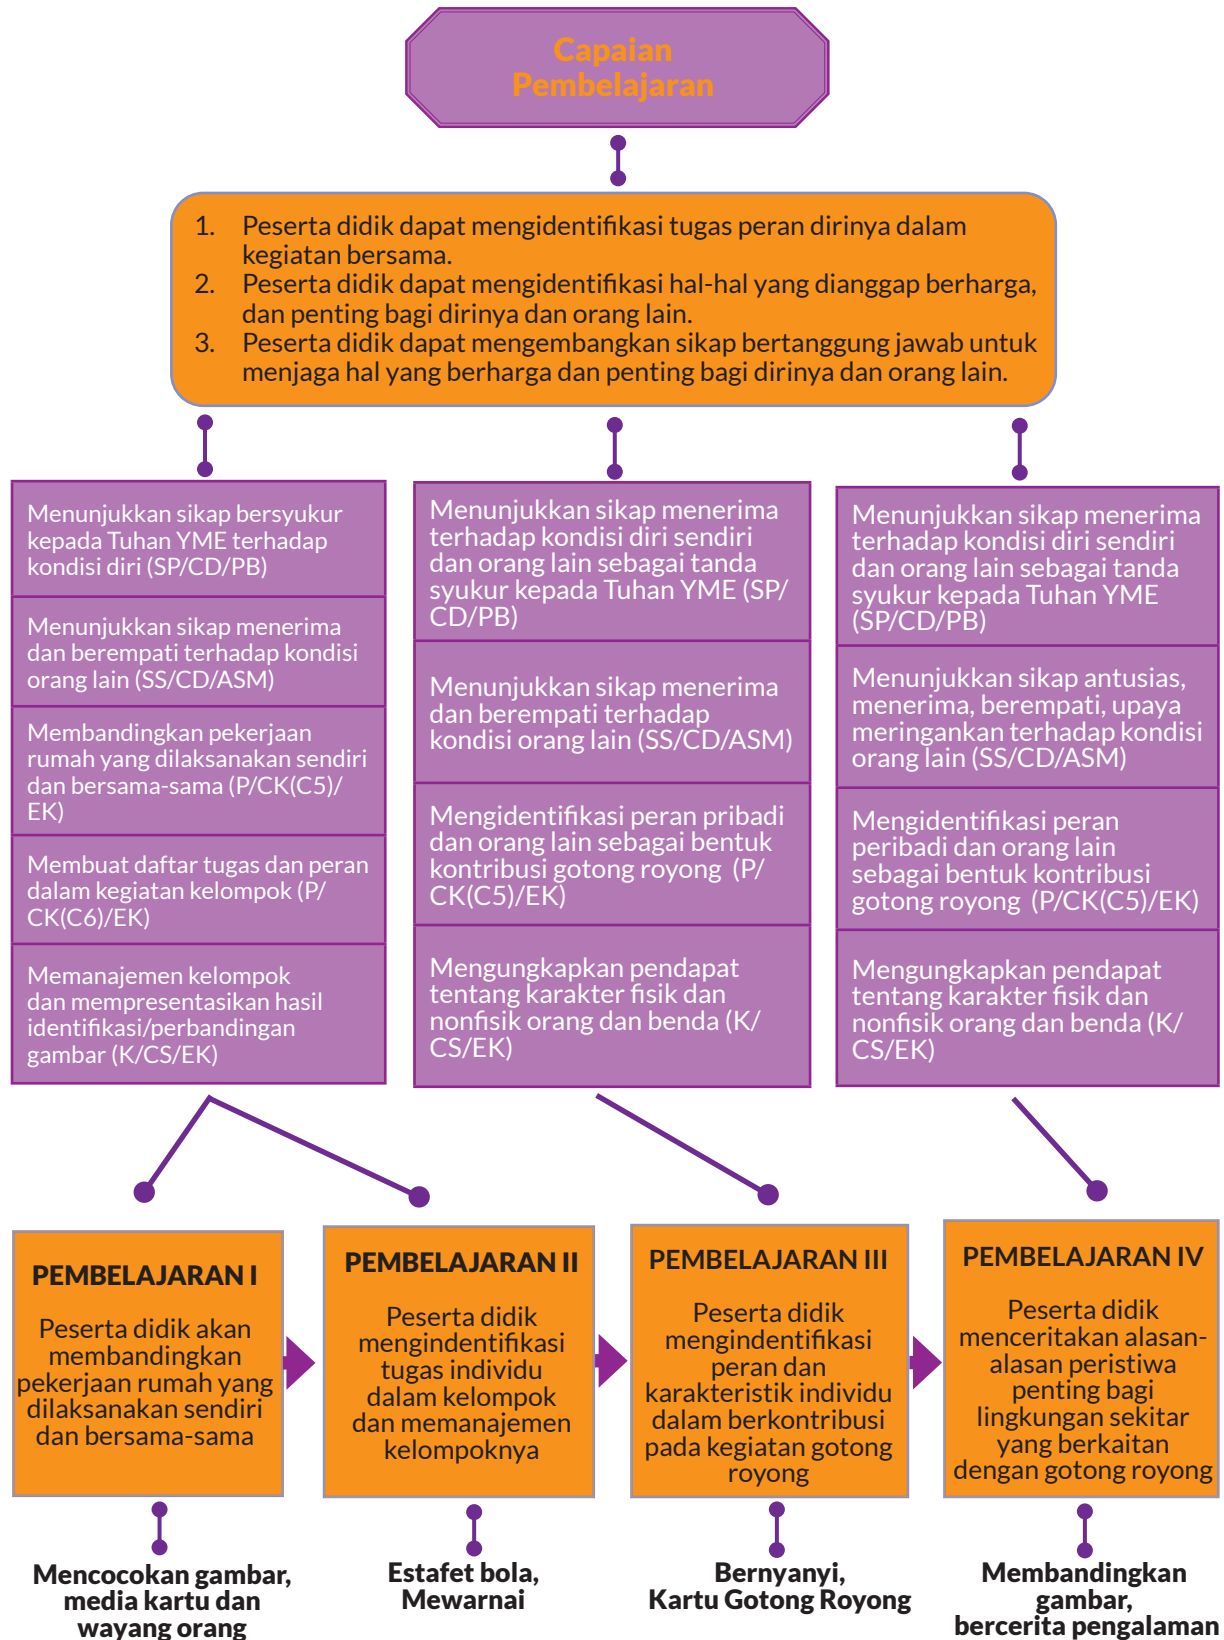 Capaian
Pembelajaran
1. Peserta didik dapat mengidentifikasi tugas peran dirinya dalam
kegiatan bersama.
2. Peserta didik dapat mengidentifikasi hal-hal yang dianggap berharga,
dan penting bagi dirinya dan orang lain.
3. Peserta didik dapat mengembangkan sikap bertanggung jawab untuk
menjaga hal yang berharga dan penting bagi dirinya dan orang lain.
Menunjukkan sikap bersyukur
kepada Tuhan YME terhadap
kondisi diri (SP/CD/PB)
Menunjukkan sikap menerima
dan berempati terhadap kondisi
orang lain (SS/CD/ASM)
Membandingkan pekerjaan
rumah yang dilaksanakan sendiri
dan bersama-sama (P/CK(C5)/
EK)
Membuat daftar tugas dan peran
dalam kegiatan kelompok (P/
CK(C6)/EK)
Memanajemen kelompok
dan mempresentasikan hasil
identifikasi/perbandingan
gambar (K/CS/EK)
Menunjukkan sikap menerima
terhadap kondisi diri sendiri
dan orang lain sebagai tanda
syukur kepada Tuhan YME (SP/
CD/PB)
Menunjukkan sikap menerima
dan berempati terhadap
kondisi orang lain (SS/CD/ASM)
Mengidentifikasi peran pribadi
dan orang lain sebagai bentuk
kontribusi gotong royong (P/
CK(C5)/EK)
Mengungkapkan pendapat
tentang karakter fisik dan
nonfisik orang dan benda (K/
CS/EK)
Menunjukkan sikap menerima
terhadap kondisi diri sendiri
dan orang lain sebagai tanda
syukur kepada Tuhan YME
(SP/CD/PB)
Menunjukkan sikap antusias,
menerima, berempati, upaya
meringankan terhadap kondisi
orang lain (SS/CD/ASM)
Mengidentifikasi peran
peribadi dan orang lain
sebagai bentuk kontribusi
gotong royong (P/CK(C5)/EK)
Mengungkapkan pendapat
tentang karakter fisik dan
nonfisik orang dan benda (K/
CS/EK)
PEMBELAJARAN I
Peserta didik akan
membandingkan
pekerjaan rumah yang
dilaksanakan sendiri
dan bersama-sama
PEMBELAJARAN II
Peserta didik
mengindentifikasi
tugas individu
dalam kelompok
dan memanajemen
kelompoknya
PEMBELAJARAN III
Peserta didik
mengindentifikasi
peran dan
karakteristik individu
dalam berkontribusi
pada kegiatan gotong
royong
PEMBELAJARAN IV
Peserta didik
menceritakan alasan-
alasan peristiwa
penting bagi
lingkungan sekitar
yang berkaitan
dengan gotong royong
Mencocokan gambar,
media kartu dan
wayang orang
Estafet bola,
Mewarnai
Bernyanyi,
Kartu Gotong Royong
Membandingkan
gambar,
bercerita pengalaman